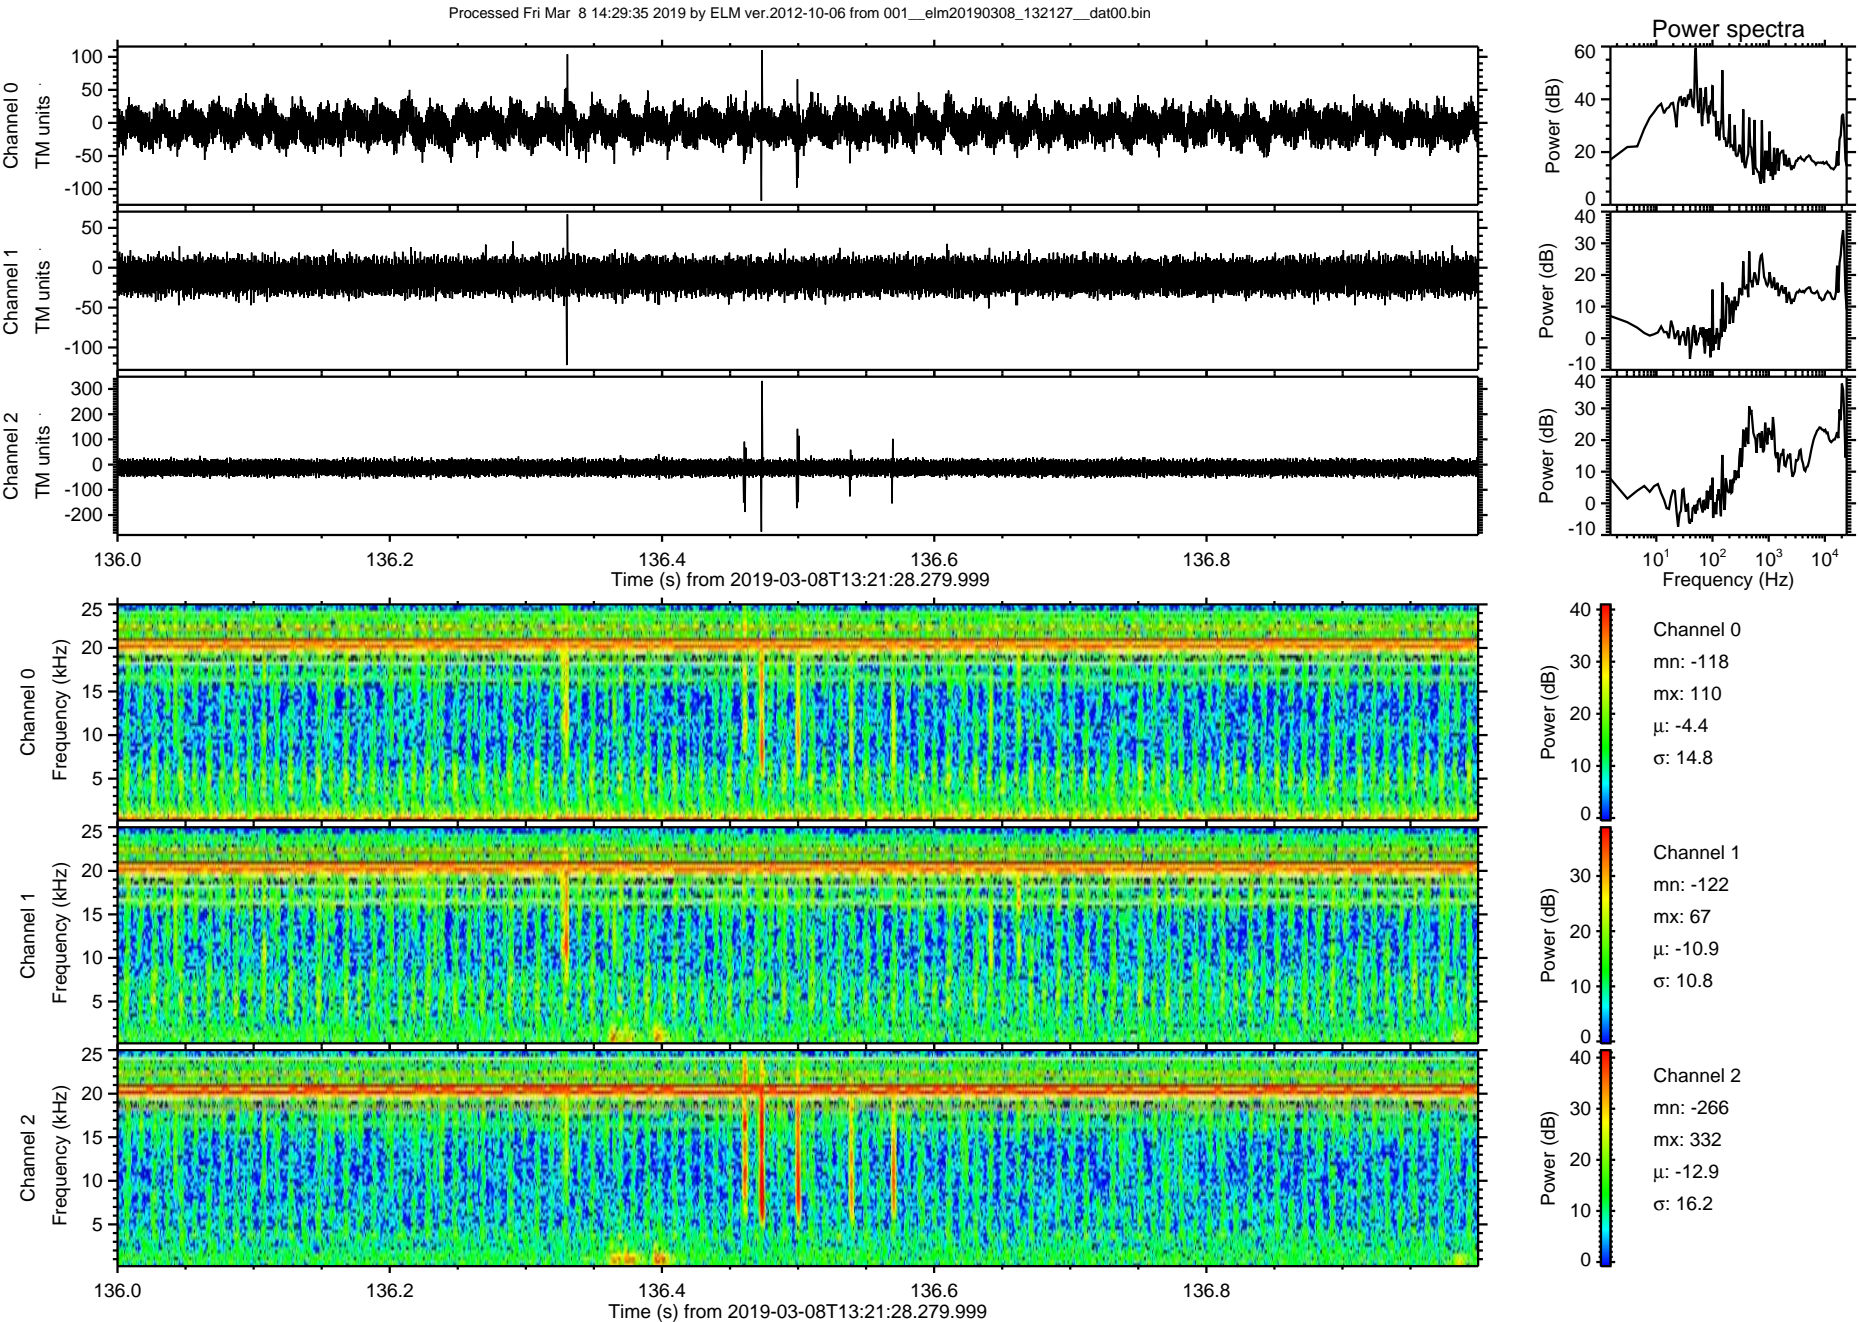 Processed Fri Mar  8 14:29:35 2019 by ELM ver.2012-10-06 from 001__elm20190308_132127__dat00.bin
Power spectra
Channel 0
TM units
100
50
0
-50
-100
Power (dB)
60
40
20
0
Channel 1
TM units
50
0
-50
-100
Power (dB)
40
30
20
10
0
-10
Channel 2
TM units
300
200
100
0
-100
-200
Power (dB)
40
30
20
10
0
-10
136.0 136.2 136.4 136.6 136.8
Time (s) from 2019-03-08T13:21:28.279.999
10¹ 10² 10³ 10⁴
Frequency (Hz)
Channel 0
Frequency (kHz)
25
20
15
10
5
Power (dB)
40
30
20
10
0
Channel 0
mn: -118
mx: 110
µ: -4.4
σ: 14.8
Channel 1
Frequency (kHz)
25
20
15
10
5
Power (dB)
30
20
10
0
Channel 1
mn: -122
mx: 67
µ: -10.9
σ: 10.8
Channel 2
Frequency (kHz)
25
20
15
10
5
Power (dB)
40
30
20
10
0
Channel 2
mn: -266
mx: 332
µ: -12.9
σ: 16.2
136.0 136.2 136.4 136.6 136.8
Time (s) from 2019-03-08T13:21:28.279.999